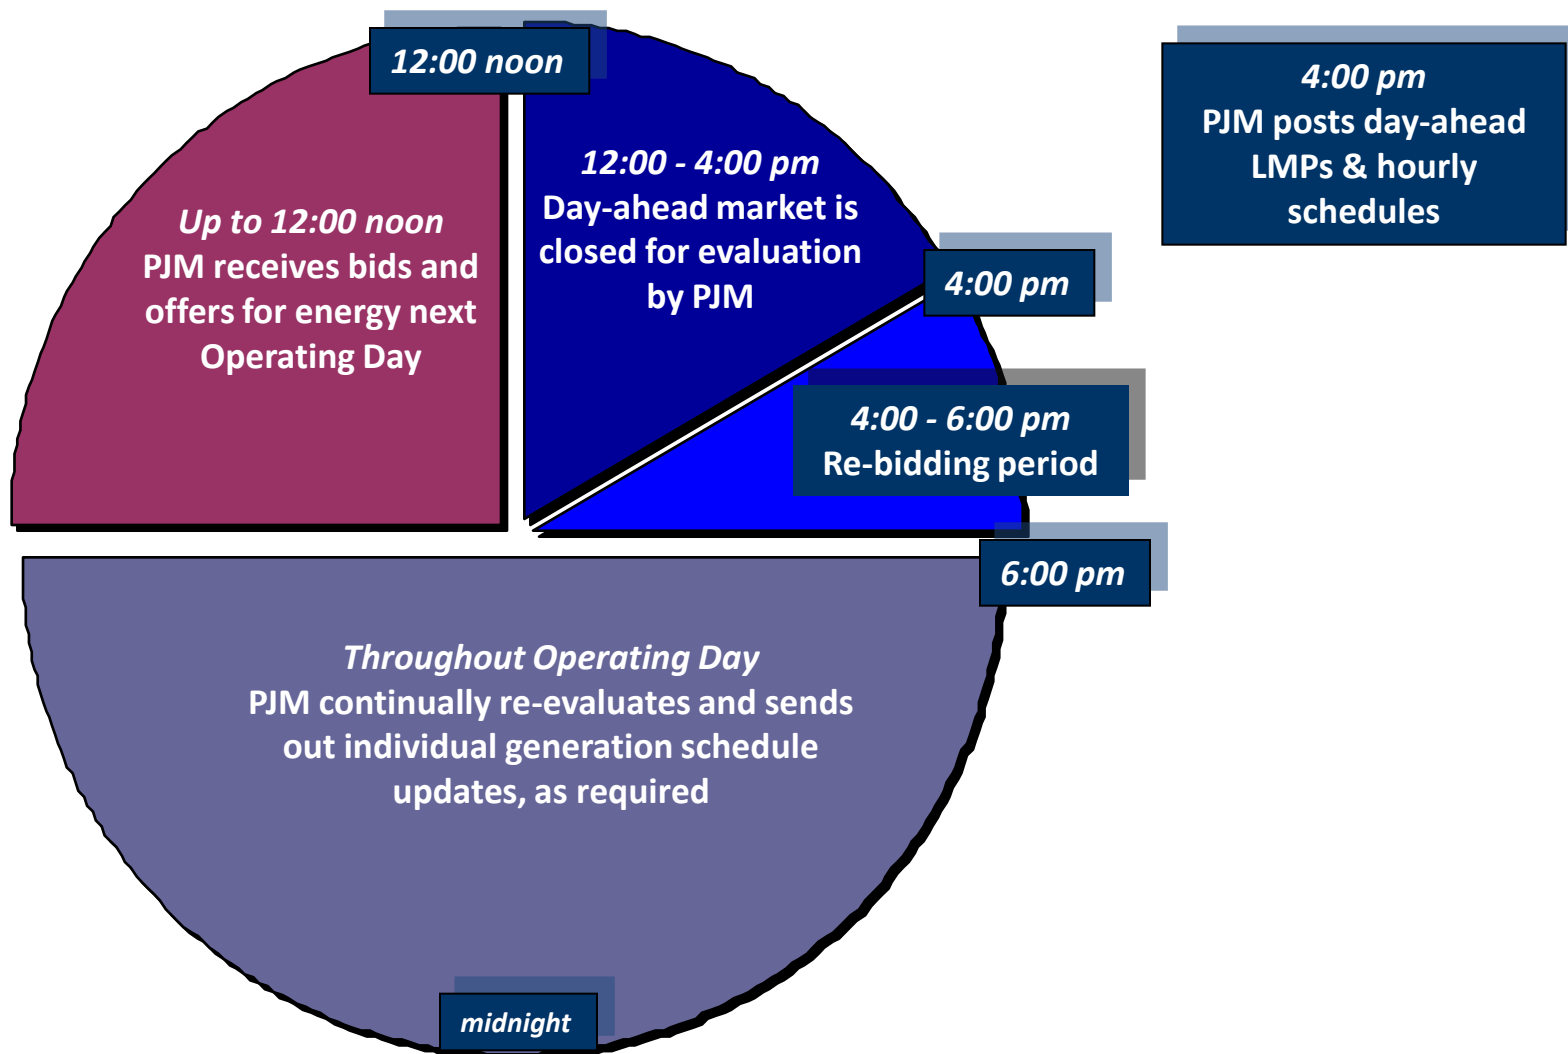 12:00 noon
4:00 pm
PJM posts day-ahead
LMPs & hourly
schedules
12:00 - 4:00 pm
Day-ahead market is
closed for evaluation
by PJM
Up to 12:00 noon
PJM receives bids and
offers for energy next
Operating Day
4:00 pm
4:00 - 6:00 pm
Re-bidding period
6:00 pm
Throughout Operating Day
PJM continually re-evaluates and sends
out individual generation schedule
updates, as required
midnight